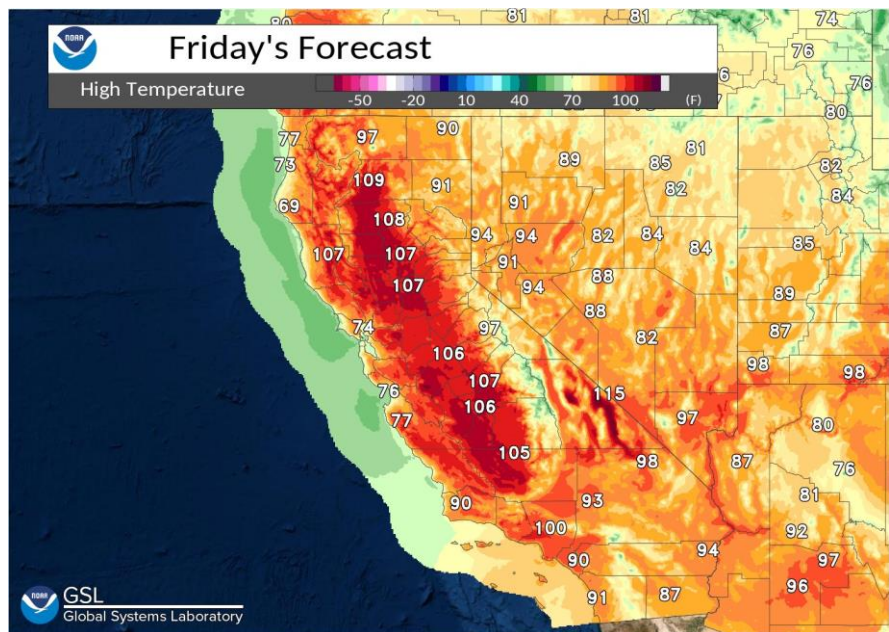 80 81 81 74
NOAA
Friday's Forecast
High Temperature
-50 -20 10 40 70 100 (F)
76
76 76
80
77 97 90
73 89 85 81
82
109 91 82 84
69 91
108
94 94 82 84 84 85
107 107 91
107 94 88 89
88
74 97 82 87
106 98 98
107
76 106 115
77 97 80
105 98 87 76
90 93 81
100 92
90 94 97
91 87 96
NOAA
GSL
Global Systems Laboratory